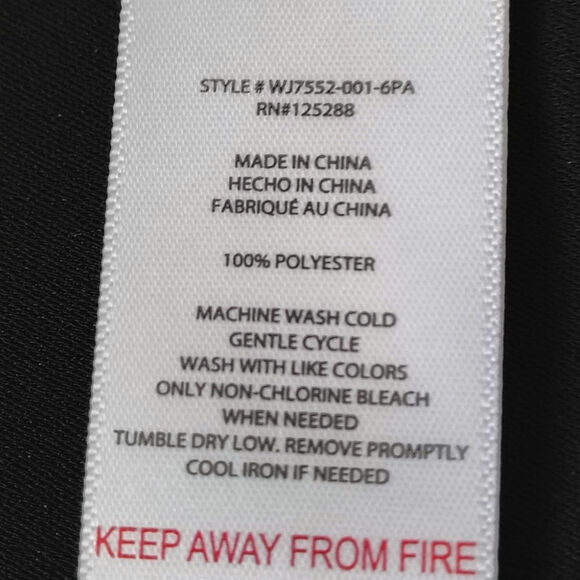 STYLE # WJ7552-001-6PA
RN#125288
MADE IN CHINA
HECHO IN CHINA
FABRIQUÉ AU CHINA
100% POLYESTER
MACHINE WASH COLD
GENTLE CYCLE
WASH WITH LIKE COLORS
ONLY NON-CHLORINE BLEACH
WHEN NEEDED
TUMBLE DRY LOW. REMOVE PROMPTLY
COOL IRON IF NEEDED
KEEP AWAY FROM FIRE